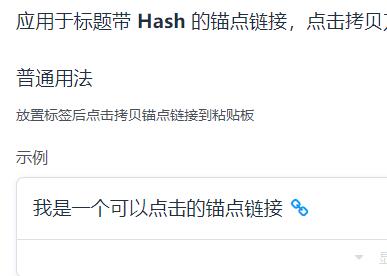 应用于标题带 Hash 的锚点链接，点击拷贝
普通用法
放置标签后点击拷贝锚点链接到粘贴板
示例
我是一个可以点击的锚点链接